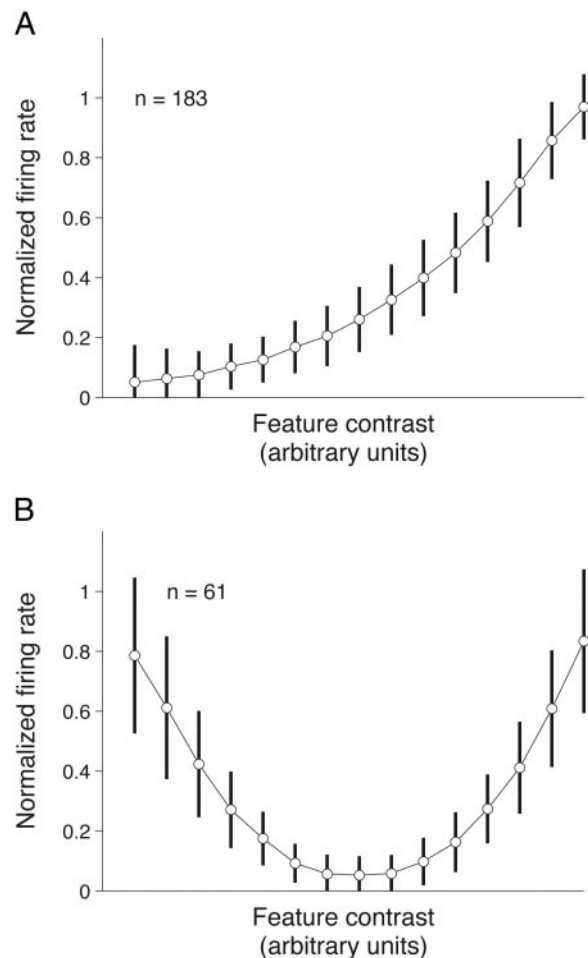 A
Normalized firing rate
n = 183
1
0.8
0.6
0.4
0.2
0
Feature contrast
(arbitrary units)
B
Normalized firing rate
n = 61
1
0.8
0.6
0.4
0.2
0
Feature contrast
(arbitrary units)